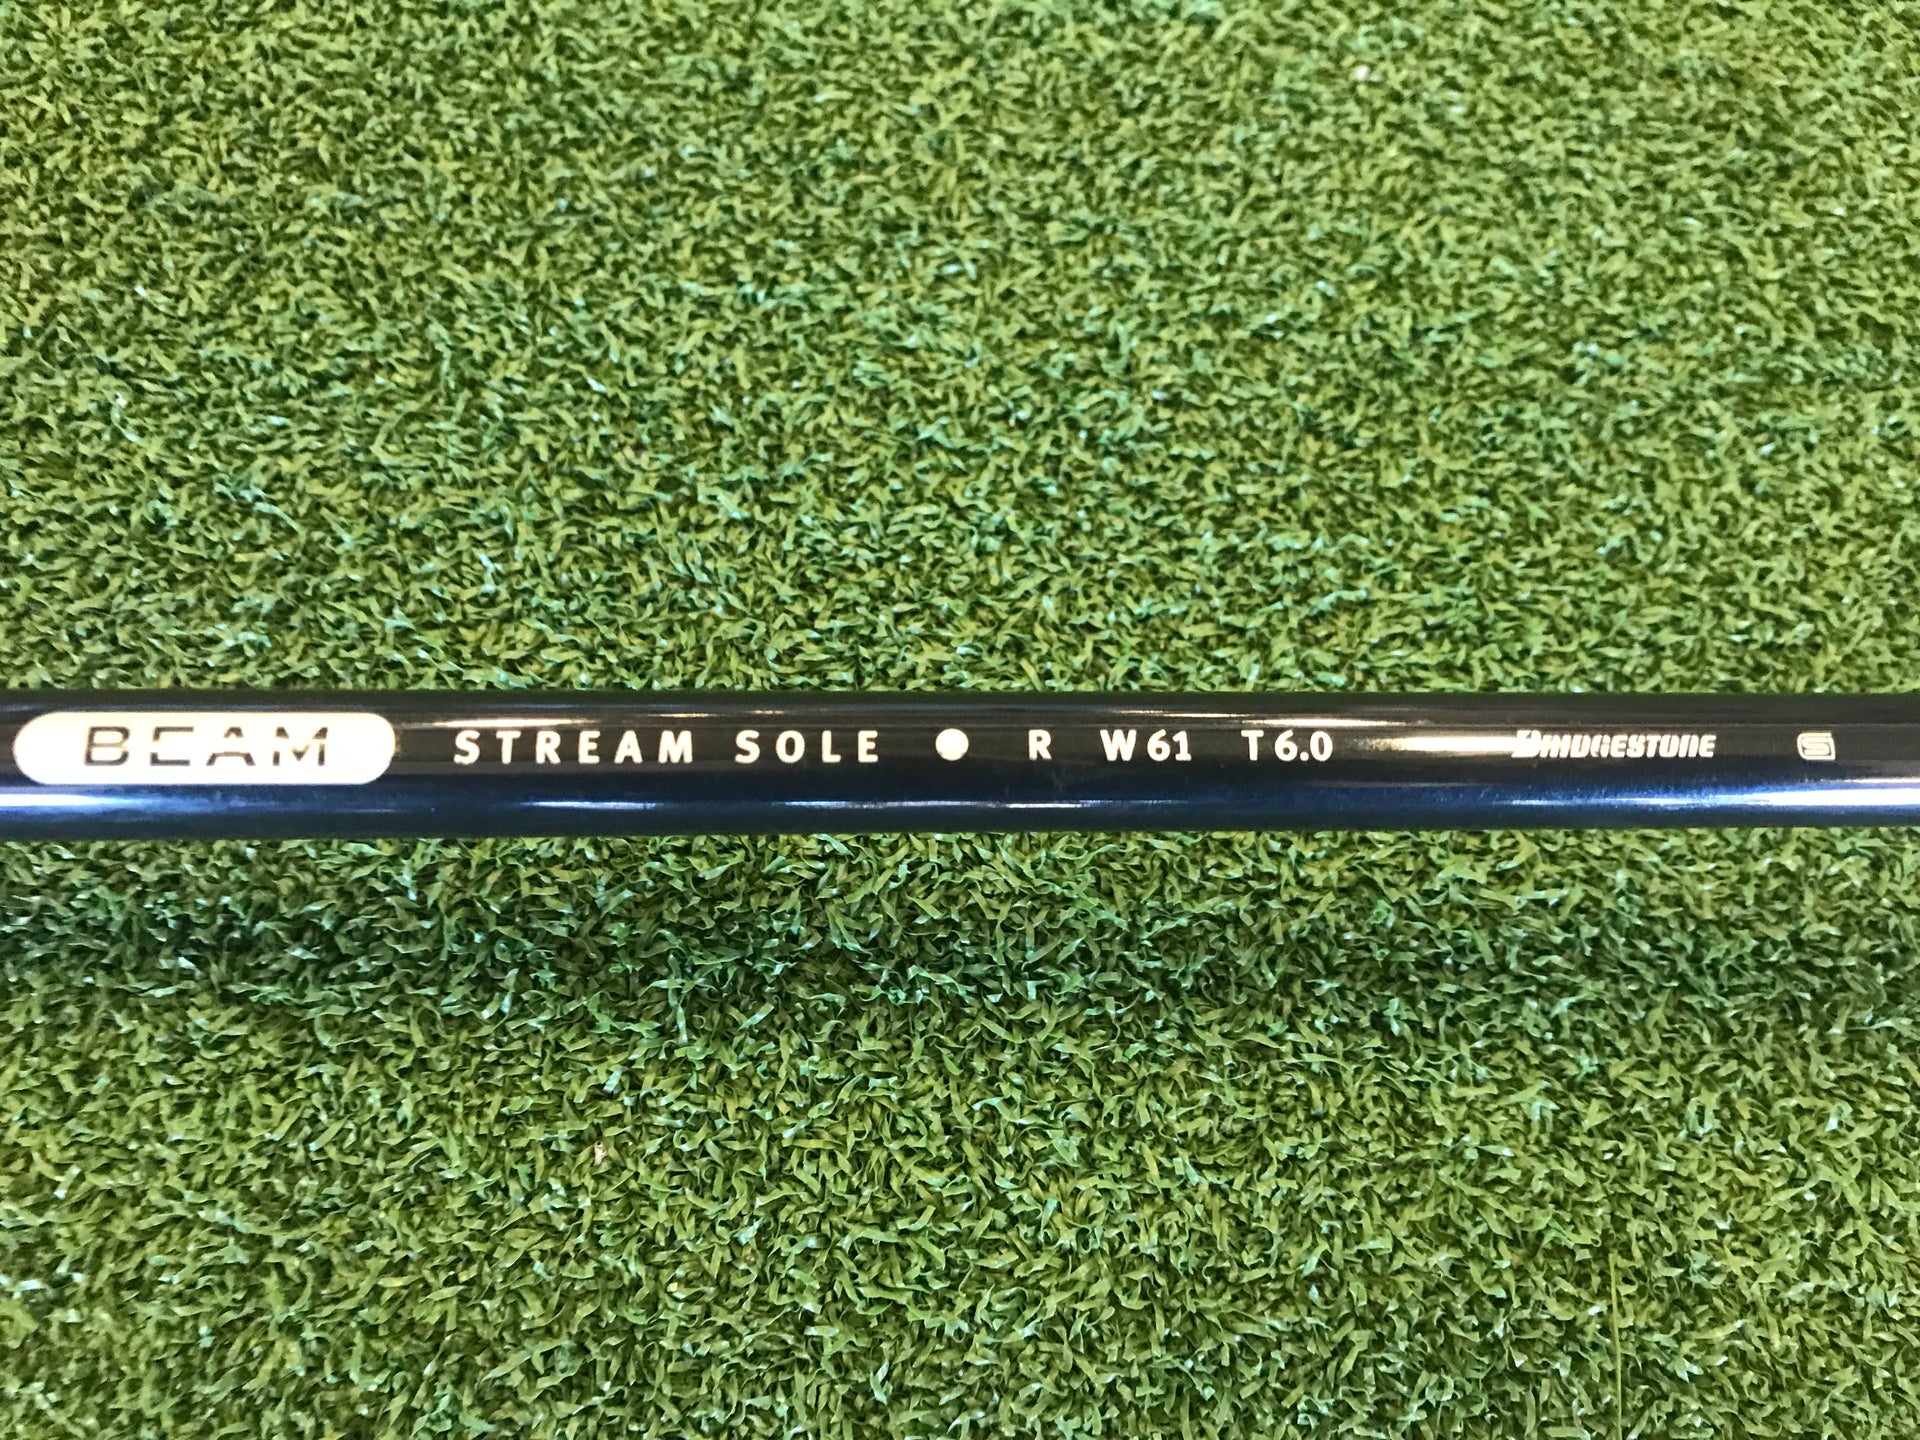 BEAM STREAM SOLE ● R W61 T6.0 BRIDGESTONE S